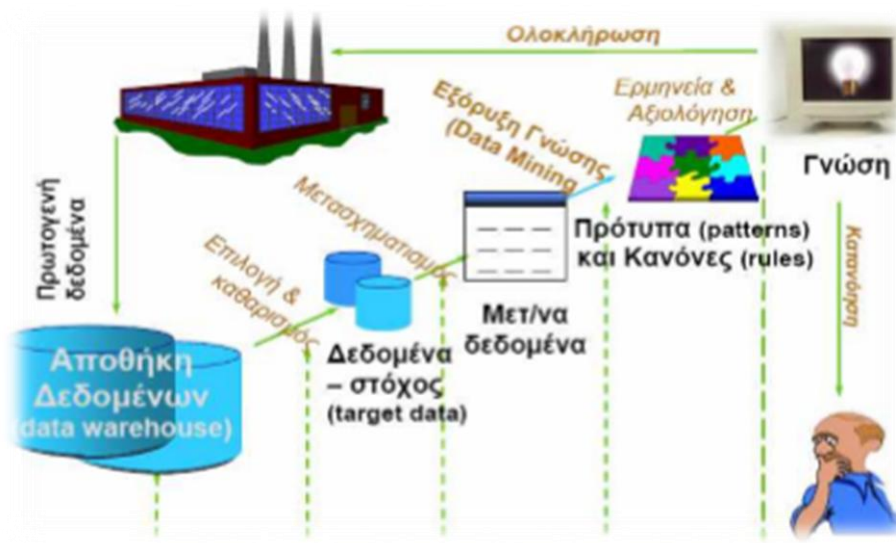 Ολοκλήρωση
Ερμηνεία &
Αξιολόγηση
Εξόρυξη Γνώσης
(Data Mining)
Γνώση
Μετασχηματισμός
Πρωτογενή
δεδομένα
Επιλογή &
καθαρισμός
Πρότυπα (patterns)
και Κανόνες (rules)
Κατανόηση
Μετ/να
δεδομένα
Δεδομένα
– στόχος
(target data)
Αποθήκη
Δεδομένων
(data warehouse)